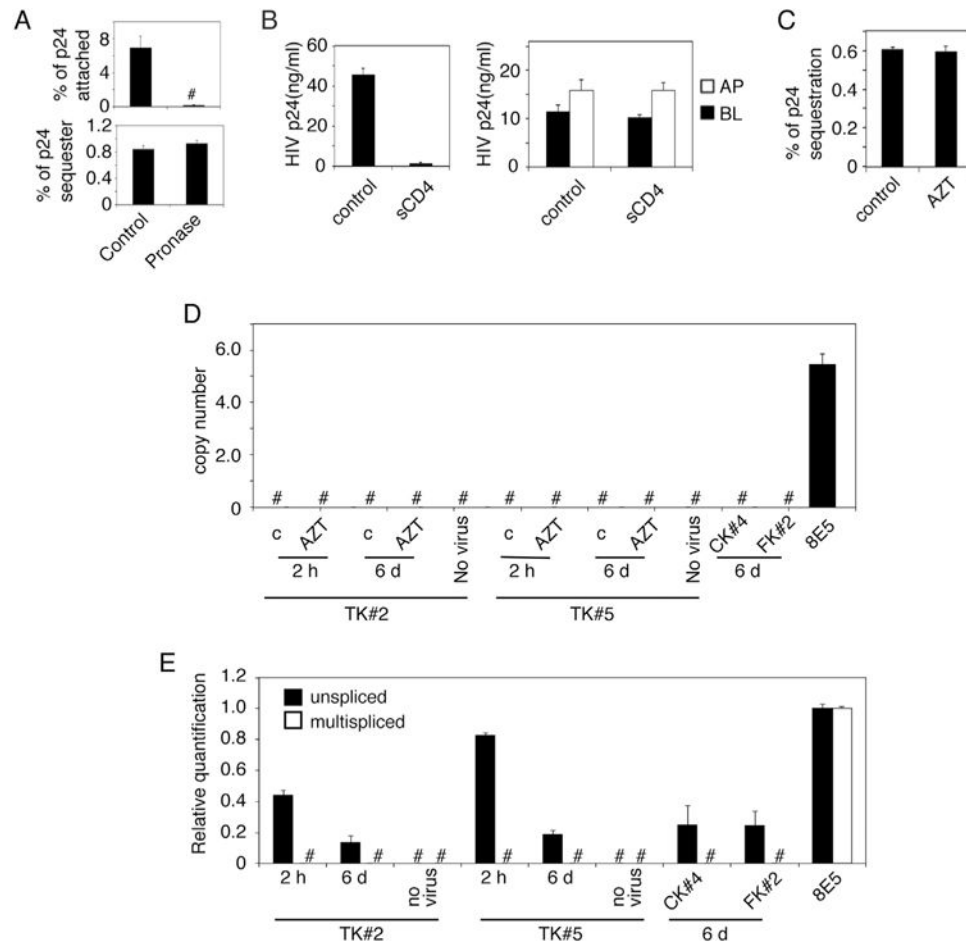 A
% of p24
attached
8
4
0
#
% of p24
sequester
1.2
0.8
0.4
0
Control
Pronase
B
HIV p24(ng/ml)
60
40
20
0
control
sCD4
HIV p24(ng/ml)
20
10
0
control
sCD4
AP
BL
C
% of p24
sequestration
0.6
0.4
0.2
0
control
AZT
D
copy number
6.0
4.0
2.0
0
# # # # # # # # # # # #
c AZT c AZT No virus c AZT c AZT No virus CK#4 FK#2 8E5
2 h 6 d 2 h 6 d 6 d
TK#2 TK#5
E
Relative quantification
1.2
1.0
0.8
0.6
0.4
0.2
0
unspliced
multispliced
# # # # # # # # # #
2 h 6 d no virus 2 h 6 d no virus CK#4 FK#2 8E5
TK#2 TK#5 6 d